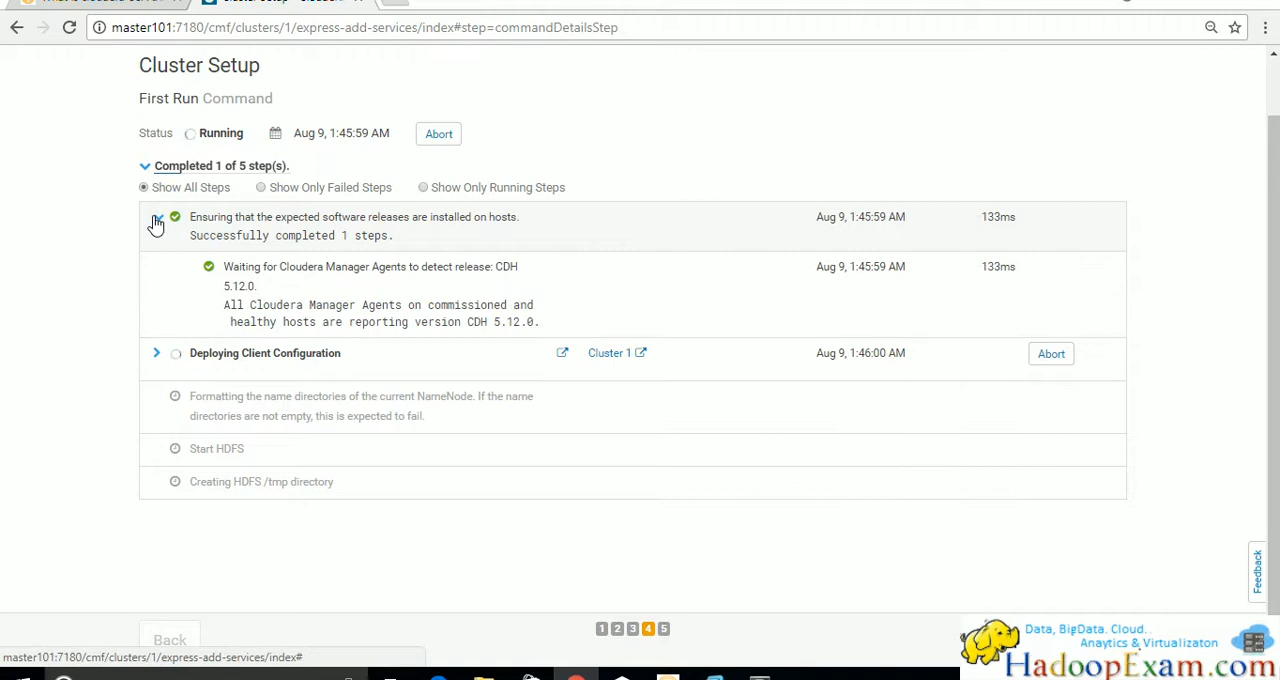 master101:7180/cmf/clusters/1/express-add-services/index#step=commandDetailsStep
Cluster Setup
First Run Command
Status Running Aug 9, 1:45:59 AM Abort
Completed 1 of 5 step(s).
Show All Steps Show Only Failed Steps Show Only Running Steps
Ensuring that the expected software releases are installed on hosts. Aug 9, 1:45:59 AM 133ms
Successfully completed 1 steps.
Waiting for Cloudera Manager Agents to detect release: CDH Aug 9, 1:45:59 AM 133ms
5.12.0.
All Cloudera Manager Agents on commissioned and
healthy hosts are reporting version CDH 5.12.0.
Deploying Client Configuration Cluster 1 Aug 9, 1:46:00 AM Abort
Formatting the name directories of the current NameNode. If the name
directories are not empty, this is expected to fail.
Start HDFS
Creating HDFS /tmp directory
Feedback
Back 1 2 3 4 5
master101:7180/cmf/clusters/1/express-add-services/index#
Data, BigData. Cloud.
Anaytics & Virtualizaton
HadoopExam.com